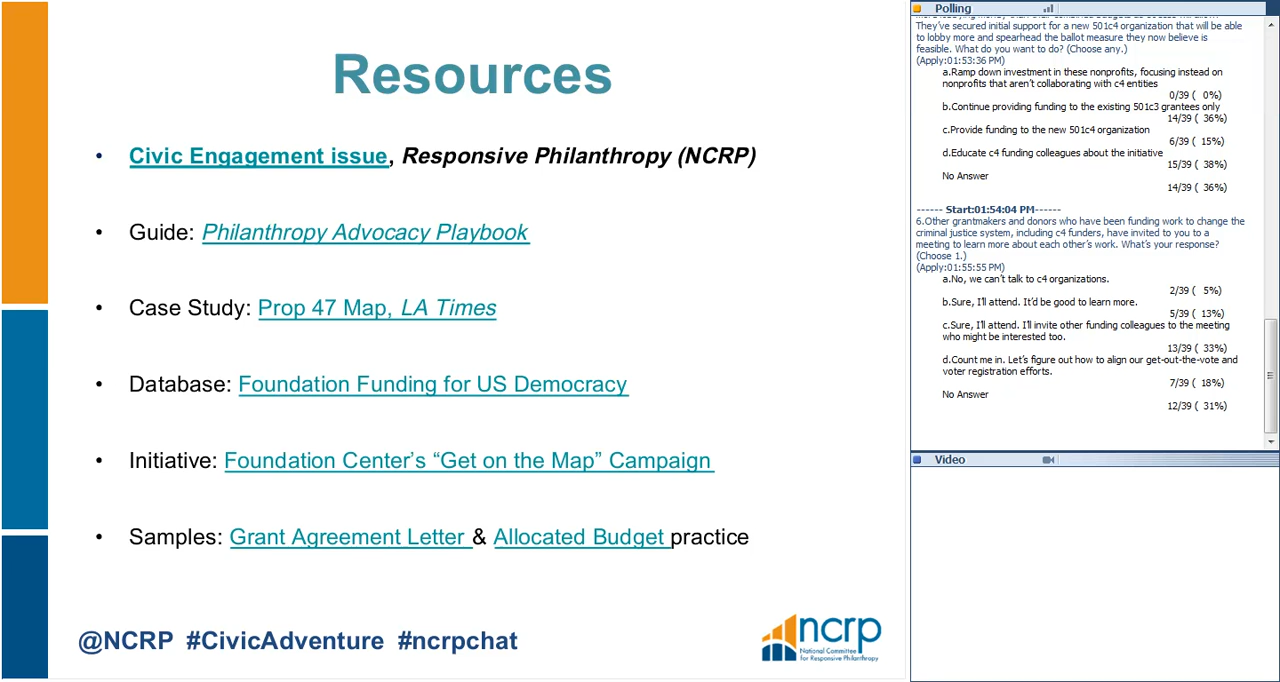 Resources
• Civic Engagement issue, Responsive Philanthropy (NCRP)
• Guide: Philanthropy Advocacy Playbook
• Case Study: Prop 47 Map, LA Times
• Database: Foundation Funding for US Democracy
• Initiative: Foundation Center's “Get on the Map” Campaign
• Samples: Grant Agreement Letter & Allocated Budget practice
@NCRP #CivicAdventure #ncrpchat
ncrp
National Committee
for Responsive Philanthropy
Polling
They've secured initial support for a new 501c4 organization that will be able
to lobby more and spearhead the ballot measure they now believe is
feasible. What do you want to do? (Choose any.)
(Apply:01:53:36 PM)
a.Ramp down investment in these nonprofits, focusing instead on
nonprofits that aren't collaborating with c4 entities
0/39 ( 0%)
b.Continue providing funding to the existing 501c3 grantees only
14/39 ( 36%)
c.Provide funding to the new 501c4 organization
6/39 ( 15%)
d.Educate c4 funding colleagues about the initiative
15/39 ( 38%)
No Answer
14/39 ( 36%)
------ Start:01:54:04 PM------
6.Other grantmakers and donors who have been funding work to change the
criminal justice system, including c4 funders, have invited to you to a
meeting to learn more about each other's work. What's your response?
(Choose 1.)
(Apply:01:55:55 PM)
a.No, we can't talk to c4 organizations.
2/39 ( 5%)
b.Sure, I'll attend. It'd be good to learn more.
5/39 ( 13%)
c.Sure, I'll attend. I'll invite other funding colleagues to the meeting
who might be interested too.
13/39 ( 33%)
d.Count me in. Let's figure out how to align our get-out-the-vote and
voter registration efforts.
7/39 ( 18%)
No Answer
12/39 ( 31%)
Video